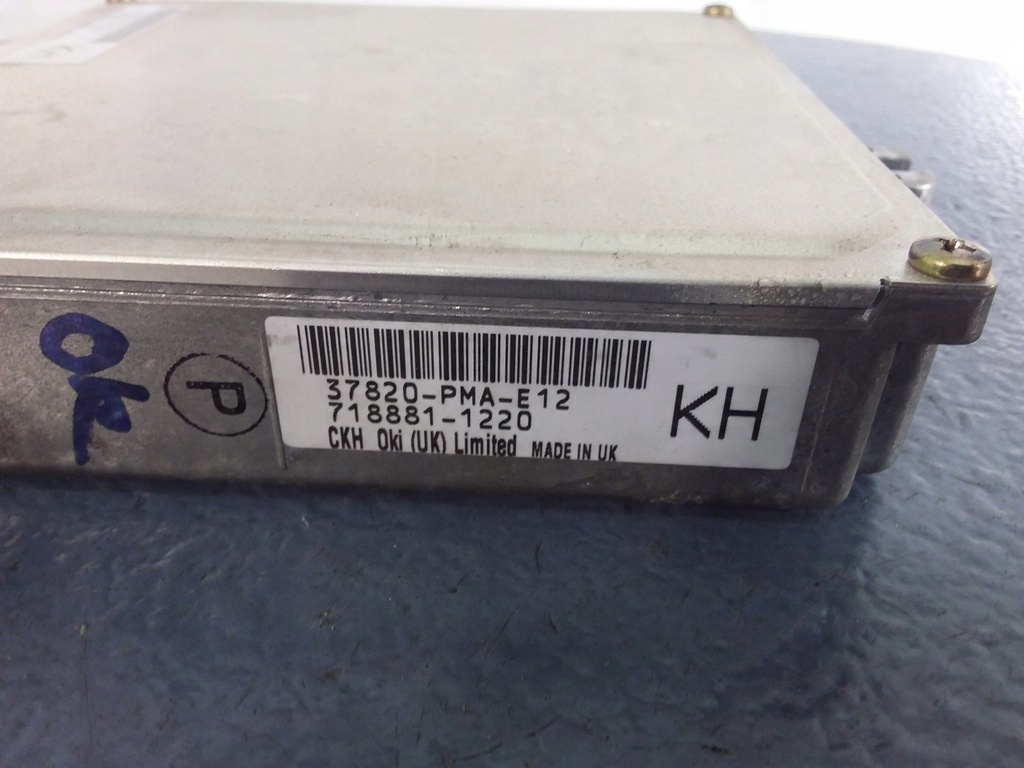 OK
P
37820-PMA-E12
718881-1220
CKH Oki (UK) Limited MADE IN UK
KH